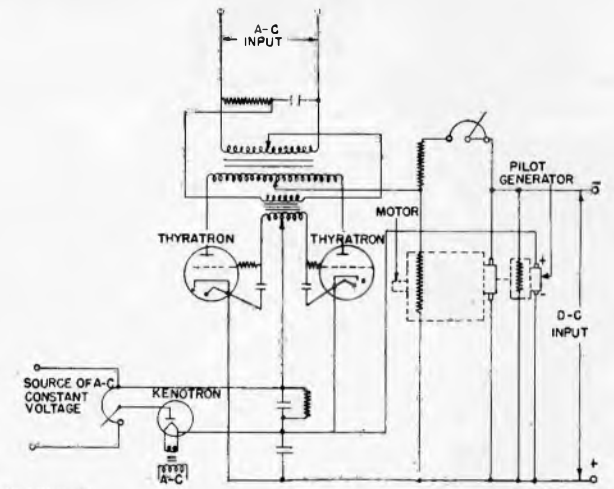 A-C
INPUT
PILOT
GENERATOR
MOTOR
THYRATRON
THYRATRON
+
-
D-C
INPUT
SOURCE OF A-C
CONSTANT
VOLTAGE
KENOTRON
A-C
+